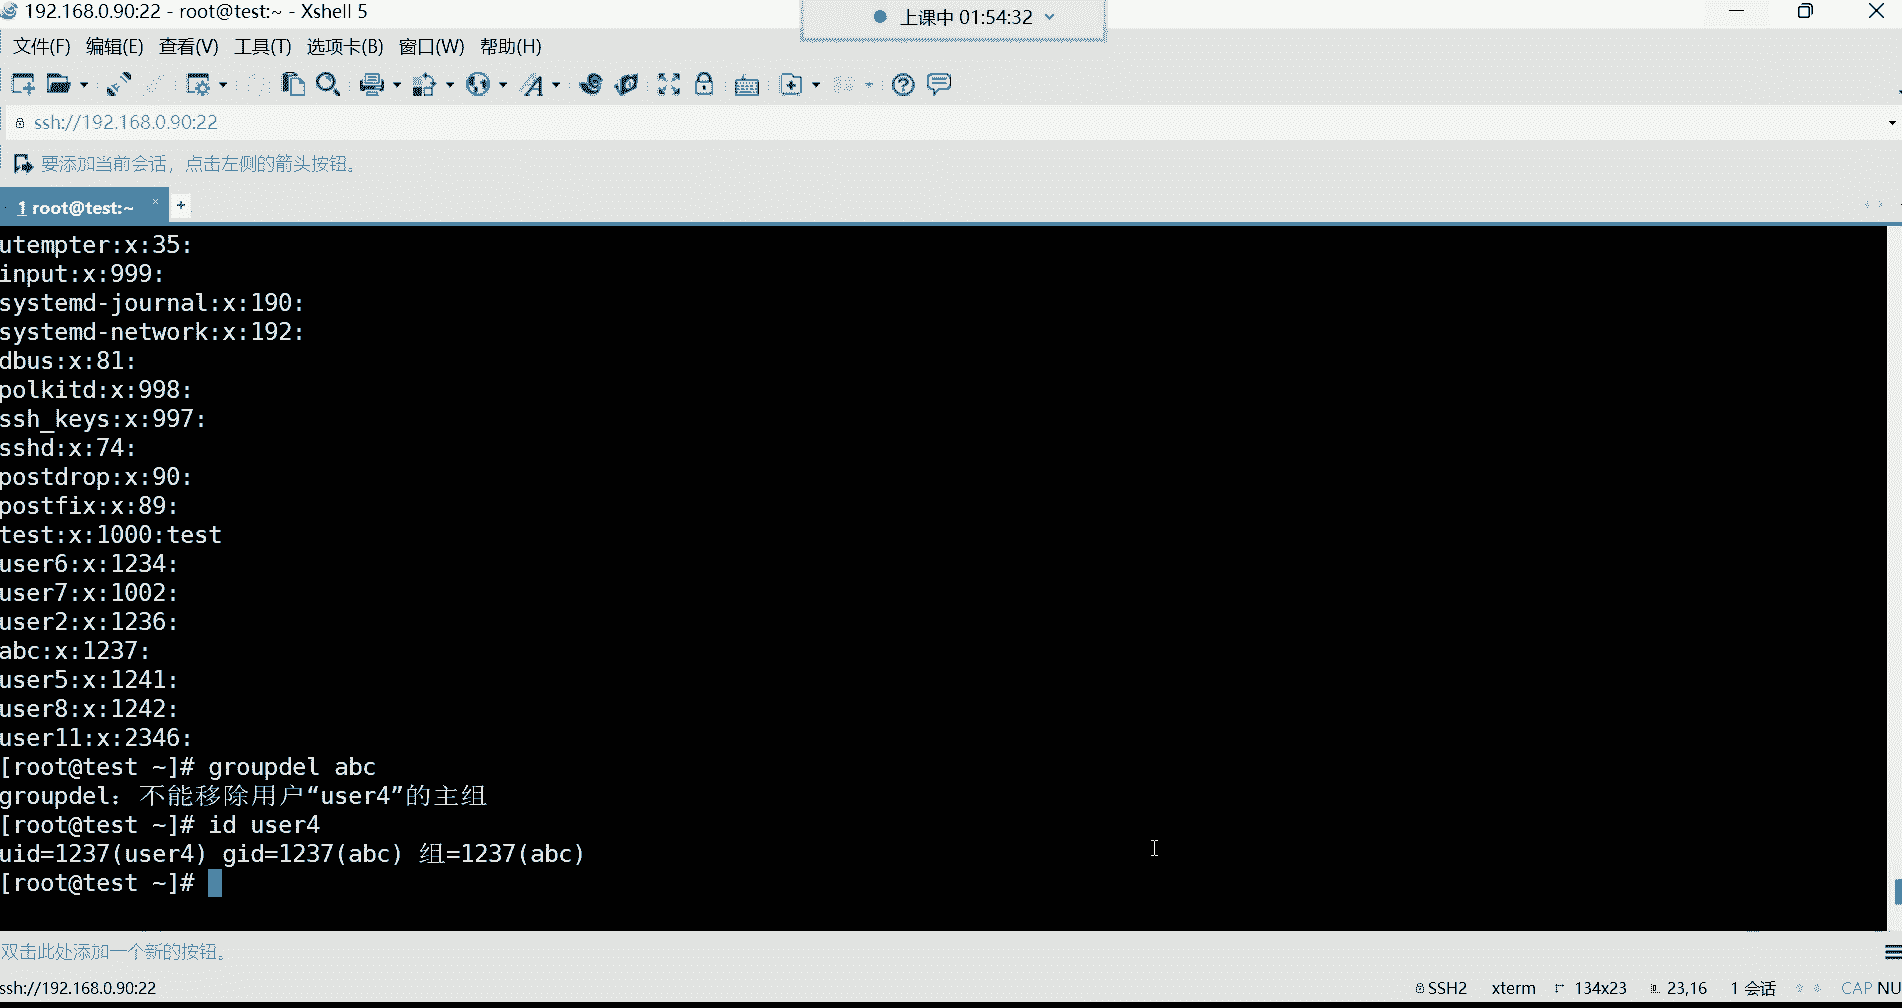 192.168.0.90:22 - root@test:~ - Xshell 5
上课中 01:54:32
文件(F) 编辑(E) 查看(V) 工具(T) 选项卡(B) 窗口(W) 帮助(H)
ssh://192.168.0.90:22
要添加当前会话，点击左侧的箭头按钮。
1 root@test:~ × +
utempter:x:35:
input:x:999:
systemd-journal:x:190:
systemd-network:x:192:
dbus:x:81:
polkitd:x:998:
ssh_keys:x:997:
sshd:x:74:
postdrop:x:90:
postfix:x:89:
test:x:1000:test
user6:x:1234:
user7:x:1002:
user2:x:1236:
abc:x:1237:
user5:x:1241:
user8:x:1242:
user11:x:2346:
[root@test ~]# groupdel abc
groupdel：不能移除用户“user4”的主组
[root@test ~]# id user4
uid=1237(user4) gid=1237(abc) 组=1237(abc)
[root@test ~]#
双击此处添加一个新的按钮。
ssh://192.168.0.90:22 SSH2 xterm 134x23 23,16 1 会话 CAP NU